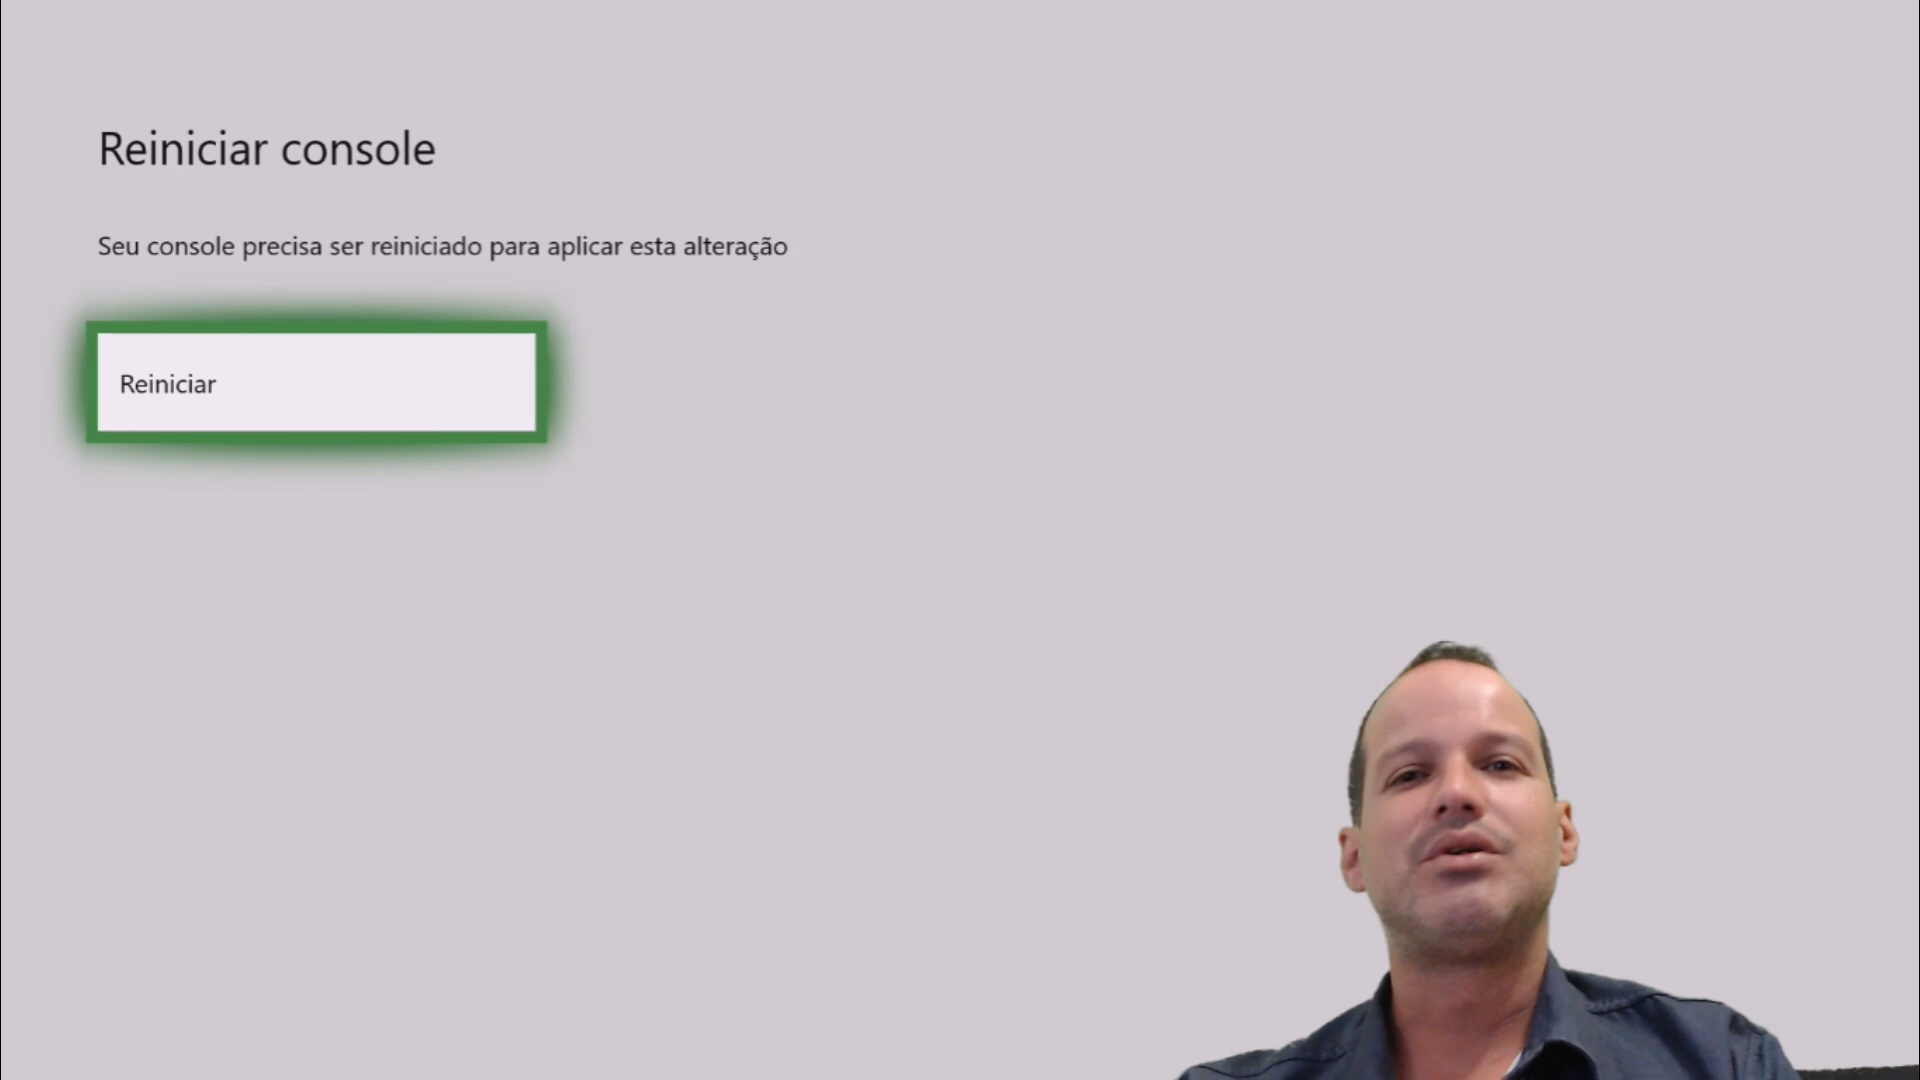 Reiniciar console
Seu console precisa ser reiniciado para aplicar esta alteração
Reiniciar